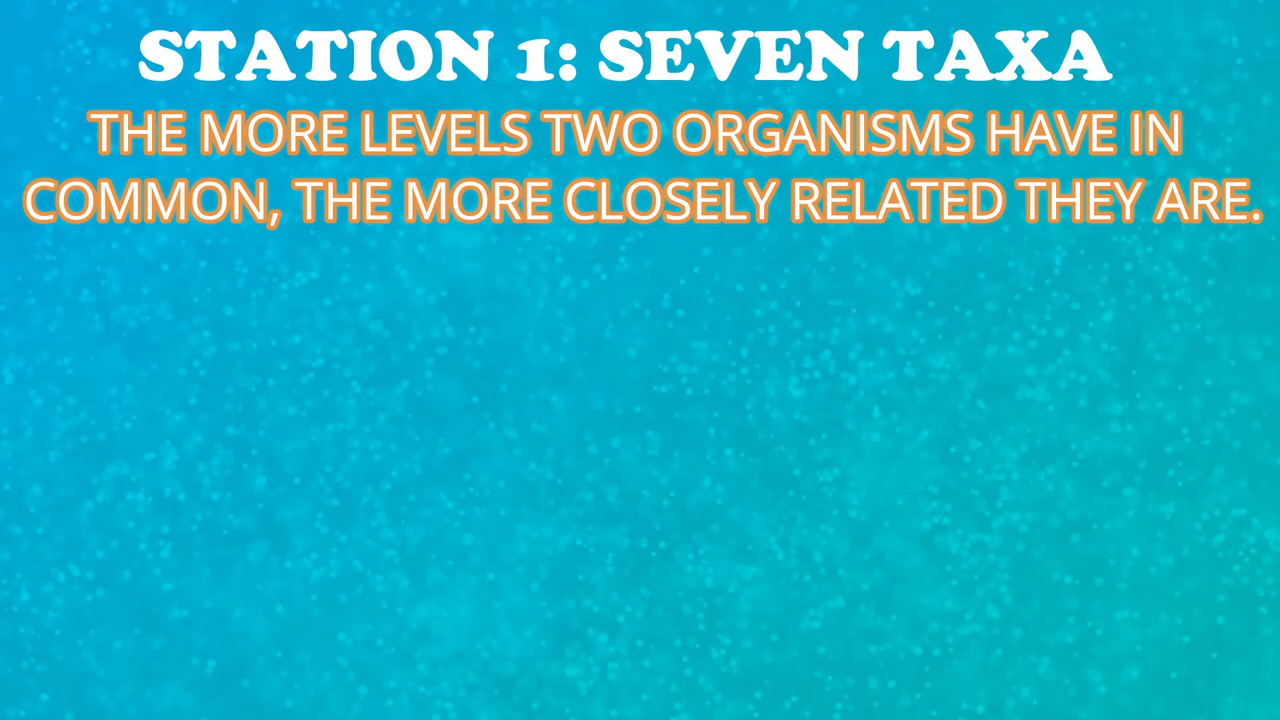 STATION 1: SEVEN TAXA
THE MORE LEVELS TWO ORGANISMS HAVE IN
COMMON, THE MORE CLOSELY RELATED THEY ARE.